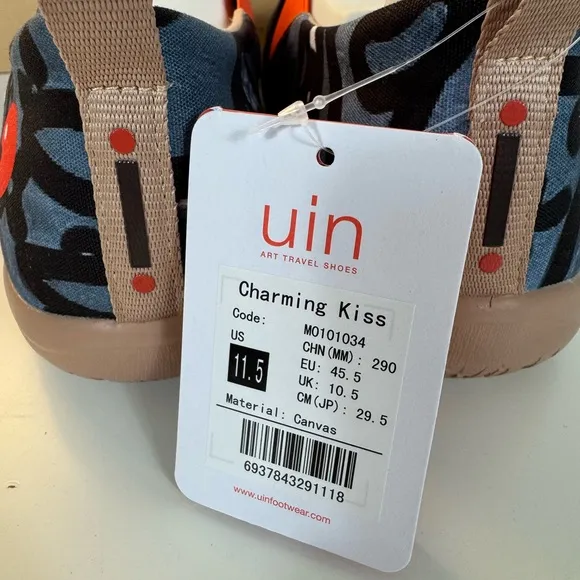 uin
ART TRAVEL SHOES
Charming Kiss
Code: M0101034
US
11.5
CHN(MM): 290
EU: 45.5
UK: 10.5
CM(JP): 29.5
Material: Canvas
6937843291118
www.uinfootwear.com